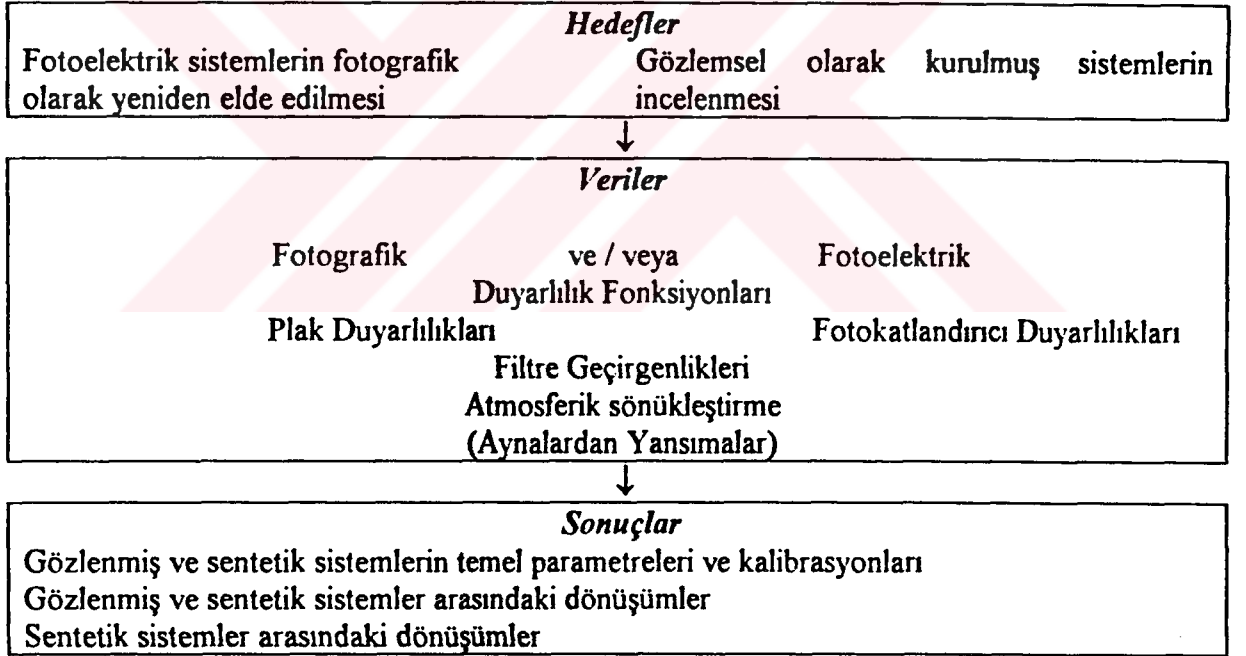 Hedefler
Fotoelektrik sistemlerin fotografik Gözlemsel olarak kurulmuş sistemlerin
olarak yeniden elde edilmesi incelenmesi
↓
Veriler
Fotografik ve / veya Fotoelektrik
Duyarlılık Fonksiyonları
Plak Duyarlılıkları Fotokatlandırıcı Duyarlılıkları
Filtre Geçirgenlikleri
Atmosferik sönükleştirme
(Aynalardan Yansımalar)
↓
Sonuçlar
Gözlenmiş ve sentetik sistemlerin temel parametreleri ve kalibrasyonları
Gözlenmiş ve sentetik sistemler arasındaki dönüşümler
Sentetik sistemler arasındaki dönüşümler